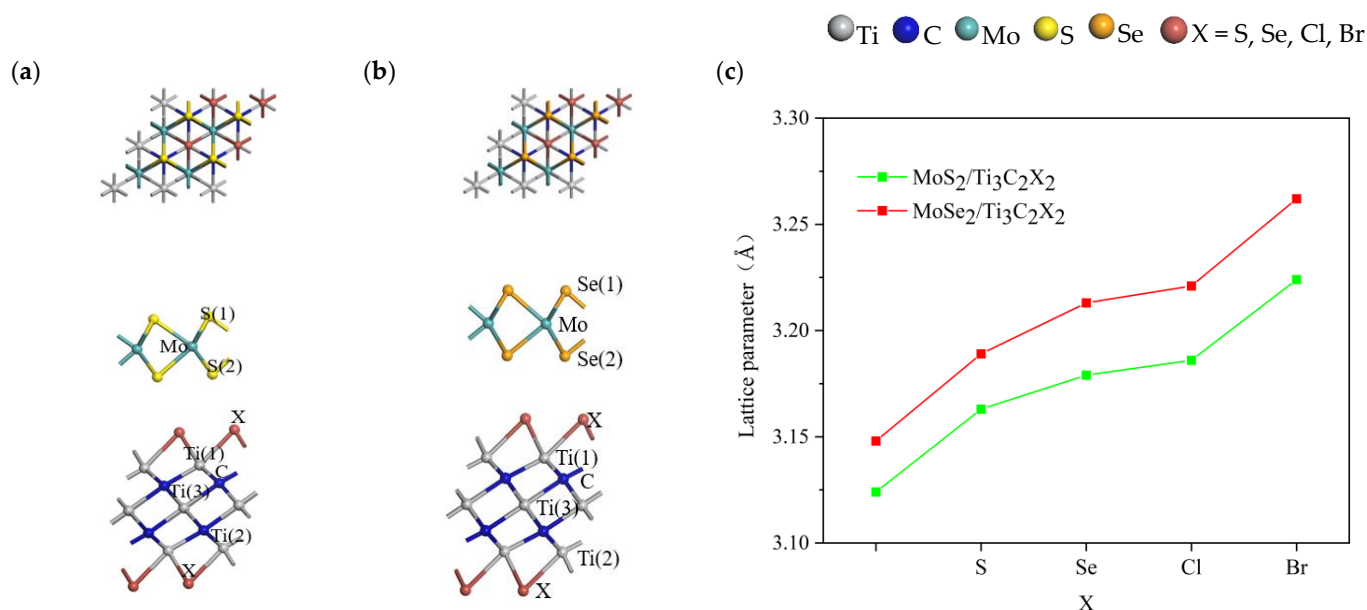 Ti C Mo S Se X = S, Se, Cl, Br
(a) (b) (c)
S(1)
Mo
S(2)
X
Ti(1)
C
Ti(3)
Ti(2)
X
Se(1)
Mo
Se(2)
X
Ti(1)
C
Ti(3)
Ti(2)
X
3.30
3.25
3.20
3.15
3.10
Lattice parameter（Å）
MoS2/Ti3C2X2
MoSe2/Ti3C2X2
S Se Cl Br
X